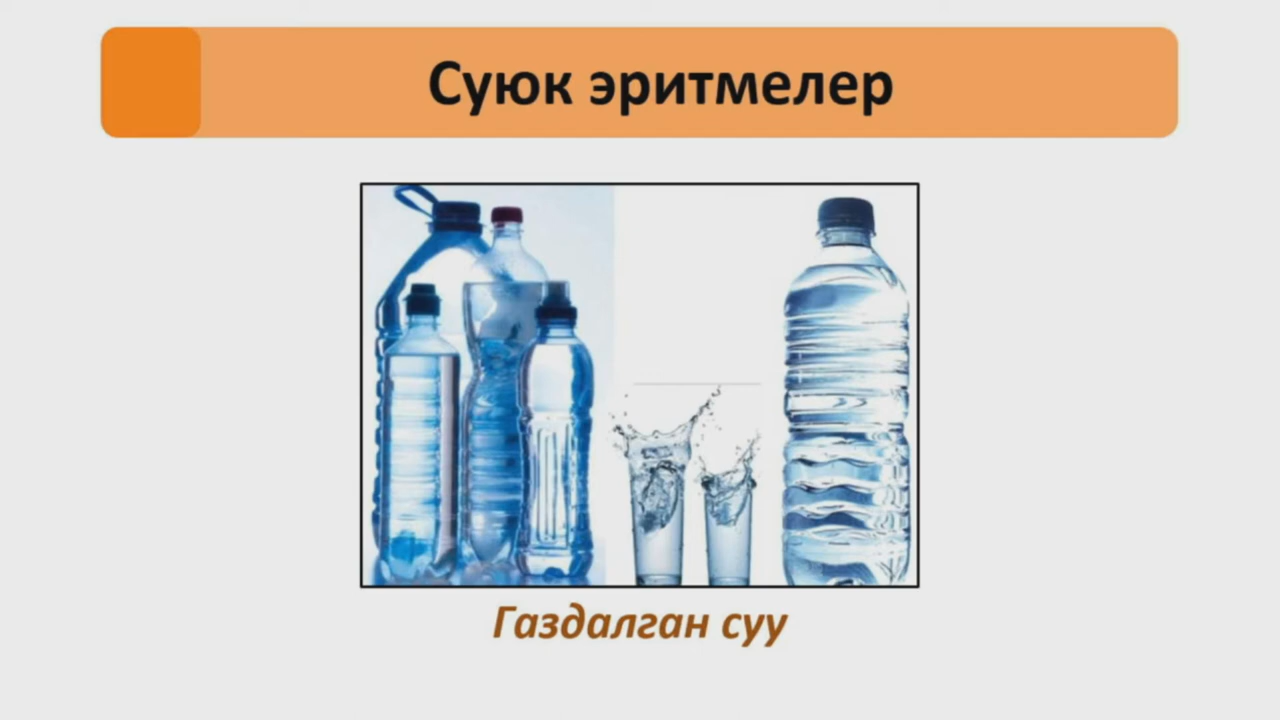 Суюк эритмелер
Газдалган суу